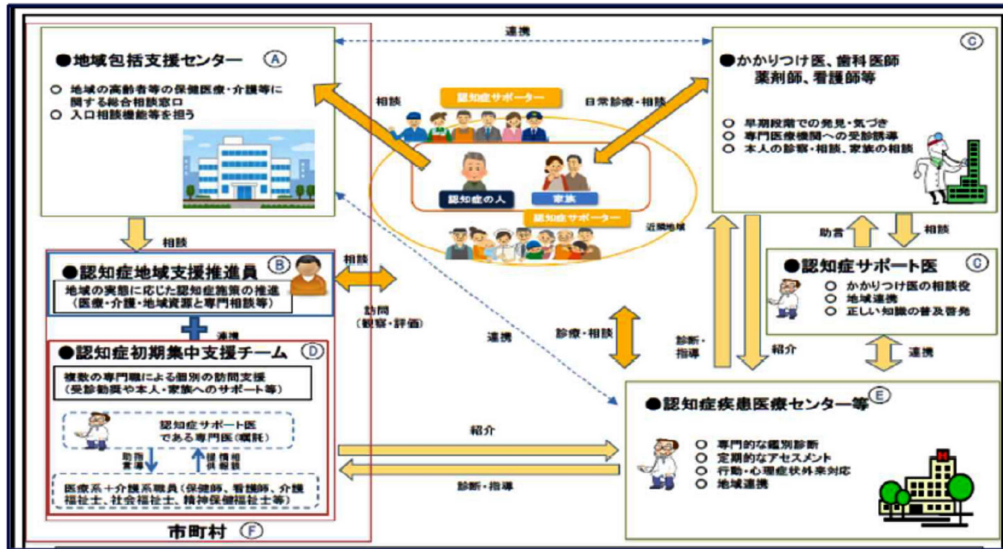 ●地域包括支援センター Ⓐ
○ 地域の高齢者等の保健医療・介護等に
関する総合相談窓口
○ 入口相談機能等を担う
連携
相談
認知症サポーター
日常診療・相談
認知症の人
家族
認知症サポーター
近隣地域
Ⓒ
●かかりつけ医、歯科医師
薬剤師、看護師等
○ 早期段階での発見・気づき
○ 専門医療機関への受診誘導
○ 本人の診察・相談、家族の相談
相談
助言
相談
●認知症地域支援推進員 Ⓑ
地域の実態に応じた認知症施策の推進
(医療・介護・地域資源と専門相談等)
連携
相談
訪問
(観察・評価)
連携
診療・相談
診断・
指導
紹介
●認知症サポート医 Ⓒ
○ かかりつけ医の相談役
○ 地域連携
○ 正しい知識の普及啓発
連携
●認知症初期集中支援チーム Ⓓ
複数の専門職による個別の訪問支援
(受診勧奨や本人・家族へのサポート等)
認知症サポート医
である専門医(嘱託)
指導
助言
情報
提供
相談
医療系+介護系職員(保健師、看護師、介護
福祉士、社会福祉士、精神保健福祉士等)
紹介
診断・指導
●認知症疾患医療センター等 Ⓔ
○ 専門的な鑑別診断
○ 定期的なアセスメント
○ 行動・心理症状外来対応
○ 地域連携
市町村 Ⓕ